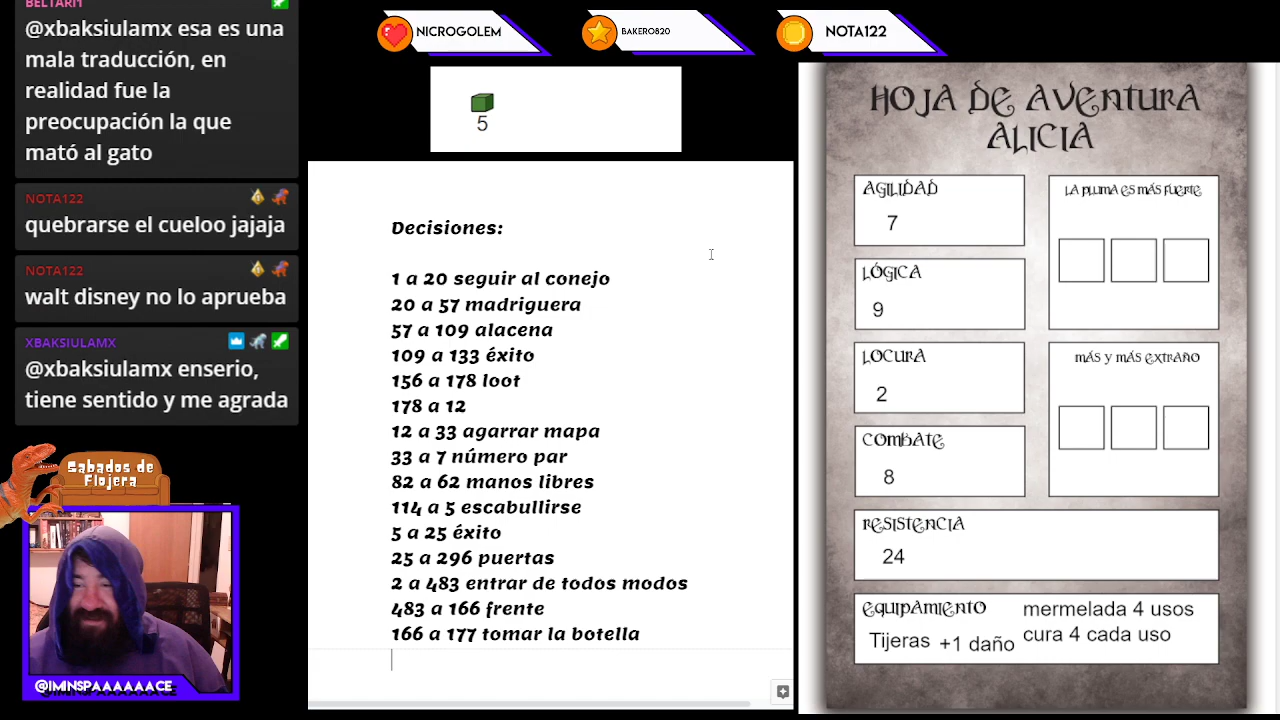 BELTARI1
@xbaksiulamx esa es una
mala traducción, en
realidad fue la
preocupación la que
mató al gato
NOTA122
quebrarse el cueloo jajaja
NOTA122
walt disney no lo aprueba
XBAKSIULAMX
@xbaksiulamx enserio,
tiene sentido y me agrada
Sabados de
Flojera
@IMINSPAAAAAACE
NICROGOLEM
BAKERO820
NOTA122
5
Decisiones:
1 a 20 seguir al conejo
20 a 57 madriguera
57 a 109 alacena
109 a 133 éxito
156 a 178 loot
178 a 12
12 a 33 agarrar mapa
33 a 7 número par
82 a 62 manos libres
114 a 5 escabullirse
5 a 25 éxito
25 a 296 puertas
2 a 483 entrar de todos modos
483 a 166 frente
166 a 177 tomar la botella
HOJA DE AVENTURA
ALICIA
AGILIDAD
7
LÓGICA
9
LOCURA
2
COMBATE
8
LA PLUMA ES MÁS FUERTE
MÁS Y MÁS EXTRAÑO
RESISTENCIA
24
EQUIPAMIENTO
Tijeras +1 daño
mermelada 4 usos
cura 4 cada uso